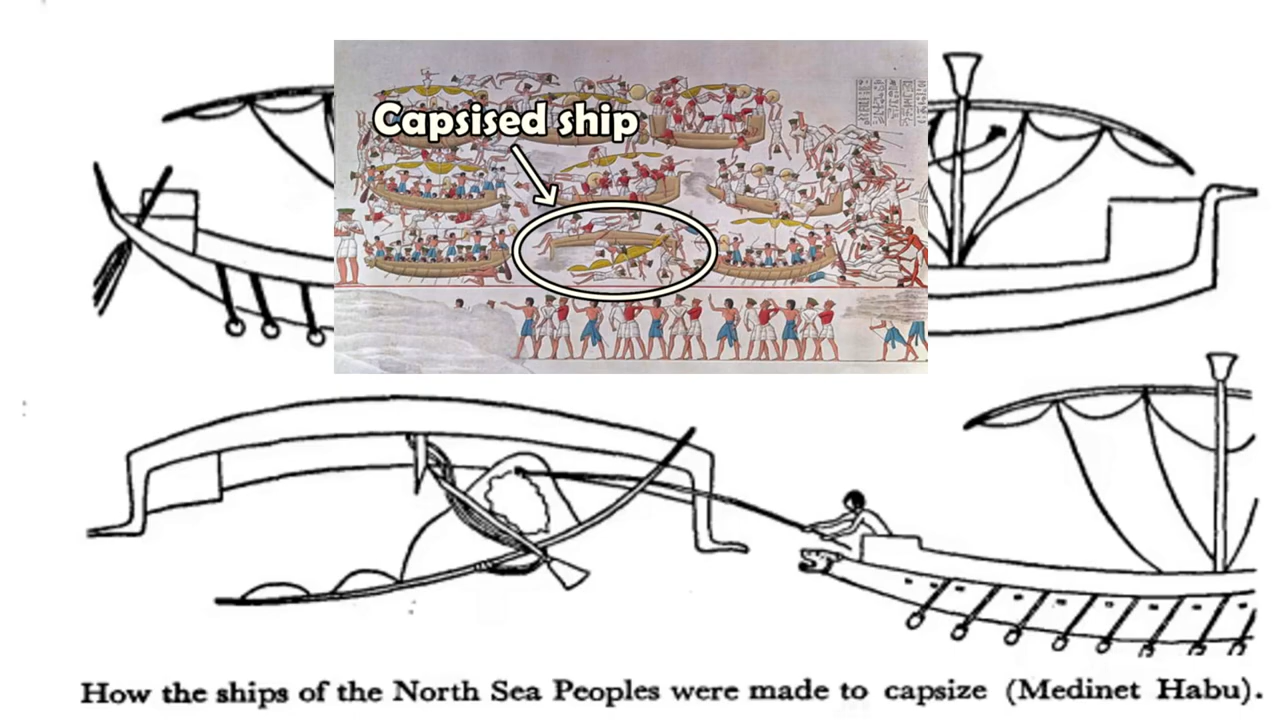 Capsised ship
How the ships of the North Sea Peoples were made to capsize (Medinet Habu).